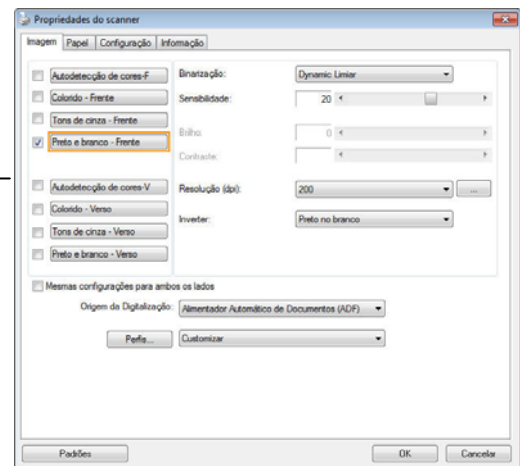 Propriedades do scanner
Imagem Papel Configuração Informação
Autodetecção de cores-F
Colorido - Frente
Tons de cinza - Frente
Preto e branco - Frente
Autodetecção de cores-V
Colorido - Verso
Tons de cinza - Verso
Preto e branco - Verso
Binarização: Dynamic Limiar
Sensibilidade: 20
Brilho: 0
Contraste:
Resolução (dpi): 200 ...
Inverter: Preto no branco
Mesmas configurações para ambos os lados
Origem da Digitalização: Alimentador Automático de Documentos (ADF)
Perfis... Customizar
Padrões OK Cancelar